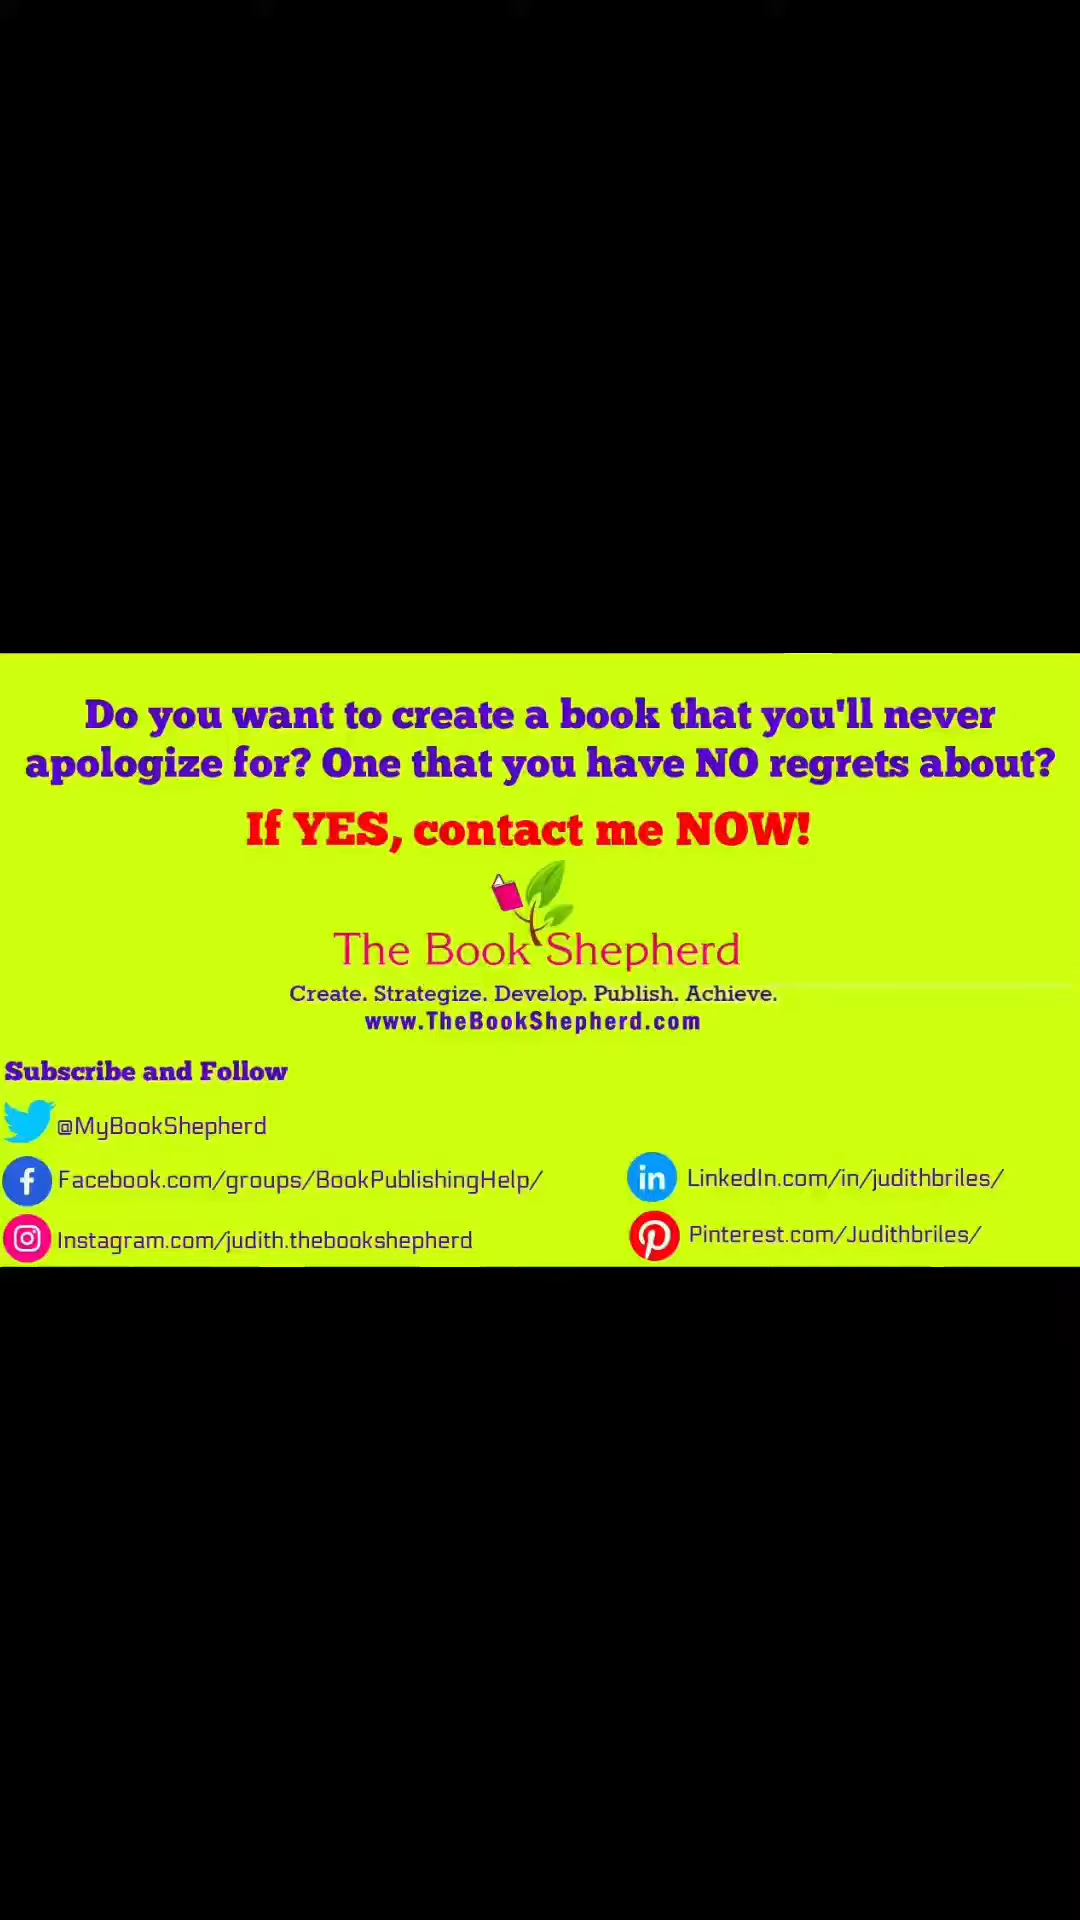 Do you want to create a book that you'll never
apologize for? One that you have NO regrets about?
If YES, contact me NOW!
The Book Shepherd
Create. Strategize. Develop. Publish. Achieve.
www.TheBookShepherd.com
Subscribe and Follow
@MyBookShepherd
Facebook.com/groups/BookPublishingHelp/
Instagram.com/judith.thebookshepherd
LinkedIn.com/in/judithbriles/
Pinterest.com/Judithbriles/